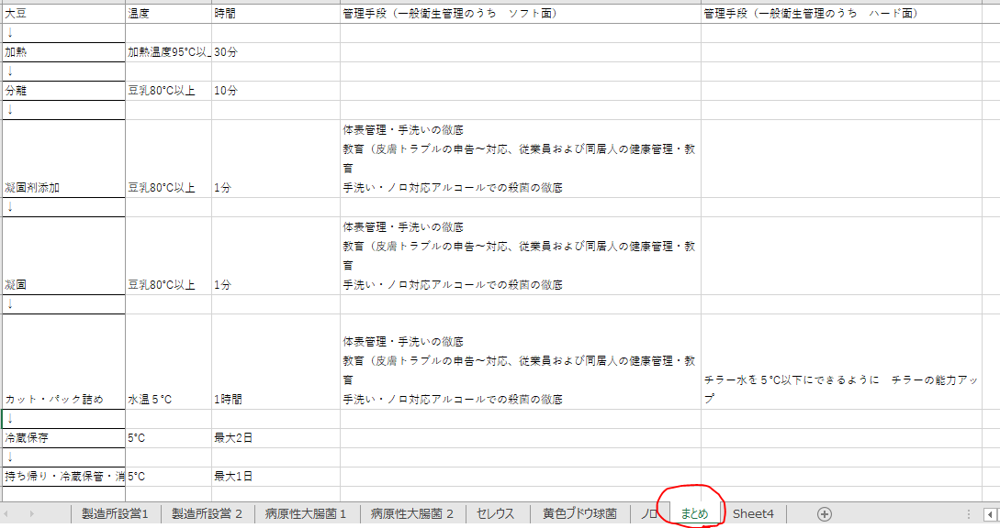 大豆 温度 時間 管理手段（一般衛生管理のうち　ソフト面） 管理手段（一般衛生管理のうち　ハード面）
↓
加熱 加熱温度95℃以 30分
↓
分離 豆乳80℃以上 10分
↓
体表管理・手洗いの徹底
教育（皮膚トラブルの申告～対応、従業員および同居人の健康管理・教
育
凝固剤添加 豆乳80℃以上 1分 手洗い・ノロ対応アルコールでの殺菌の徹底
↓
体表管理・手洗いの徹底
教育（皮膚トラブルの申告～対応、従業員および同居人の健康管理・教
育
凝固 豆乳80℃以上 1分 手洗い・ノロ対応アルコールでの殺菌の徹底
↓
体表管理・手洗いの徹底
教育（皮膚トラブルの申告～対応、従業員および同居人の健康管理・教
育 チラー水を５℃以下にできるように　チラーの能力アッ
カット・パック詰め 水温５℃ 1時間 手洗い・ノロ対応アルコールでの殺菌の徹底 プ
↓
冷蔵保存 5℃ 最大2日
↓
持ち帰り・冷蔵保管・消 5℃ 最大1日
製造所設営1 製造所設営 2 病原性大腸菌 1 病原性大腸菌 2 セレウス 黄色ブドウ球菌 ノロ まとめ Sheet4